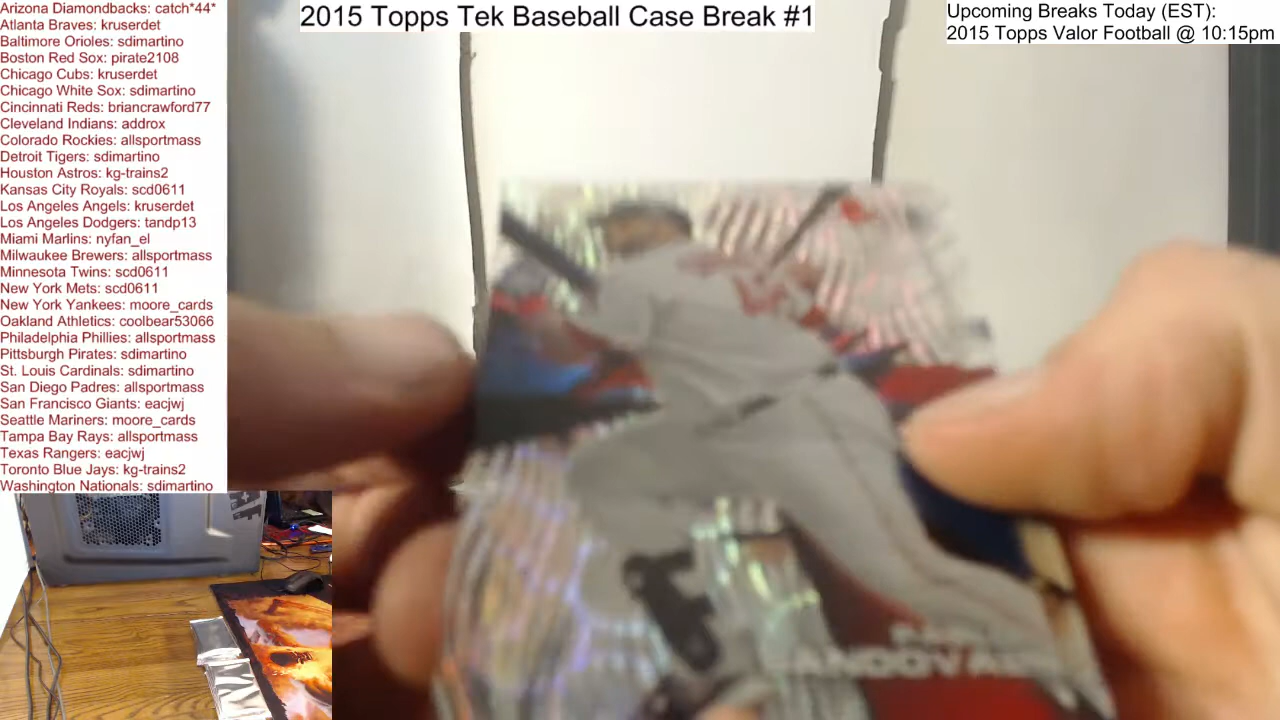 Arizona Diamondbacks: catch*44*
Atlanta Braves: kruserdet
Baltimore Orioles: sdimartino
Boston Red Sox: pirate2108
Chicago Cubs: kruserdet
Chicago White Sox: sdimartino
Cincinnati Reds: briancrawford77
Cleveland Indians: addrox
Colorado Rockies: allsportmass
Detroit Tigers: sdimartino
Houston Astros: kg-trains2
Kansas City Royals: scd0611
Los Angeles Angels: kruserdet
Los Angeles Dodgers: tandp13
Miami Marlins: nyfan_el
Milwaukee Brewers: allsportmass
Minnesota Twins: scd0611
New York Mets: scd0611
New York Yankees: moore_cards
Oakland Athletics: coolbear53066
Philadelphia Phillies: allsportmass
Pittsburgh Pirates: sdimartino
St. Louis Cardinals: sdimartino
San Diego Padres: allsportmass
San Francisco Giants: eacjwj
Seattle Mariners: moore_cards
Tampa Bay Rays: allsportmass
Texas Rangers: eacjwj
Toronto Blue Jays: kg-trains2
Washington Nationals: sdimartino
2015 Topps Tek Baseball Case Break #1
Upcoming Breaks Today (EST):
2015 Topps Valor Football @ 10:15pm